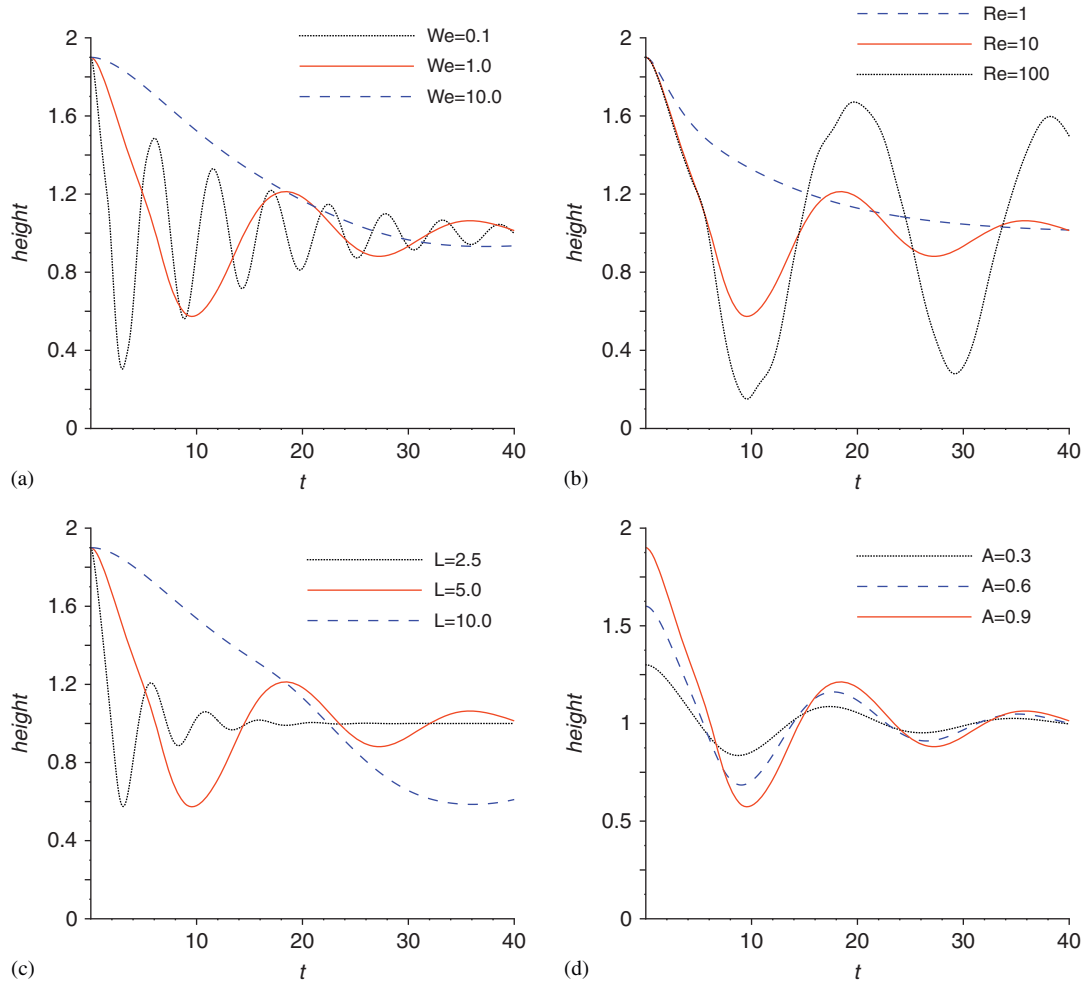 We=0.1
We=1.0
We=10.0
2
1.6
1.2
0.8
0.4
0
height
10
20
30
40
t
(a)
Re=1
Re=10
Re=100
2
1.6
1.2
0.8
0.4
0
height
10
20
30
40
t
(b)
L=2.5
L=5.0
L=10.0
2
1.6
1.2
0.8
0.4
0
height
10
20
30
40
t
(c)
A=0.3
A=0.6
A=0.9
2
1.5
1
0.5
0
height
10
20
30
40
t
(d)